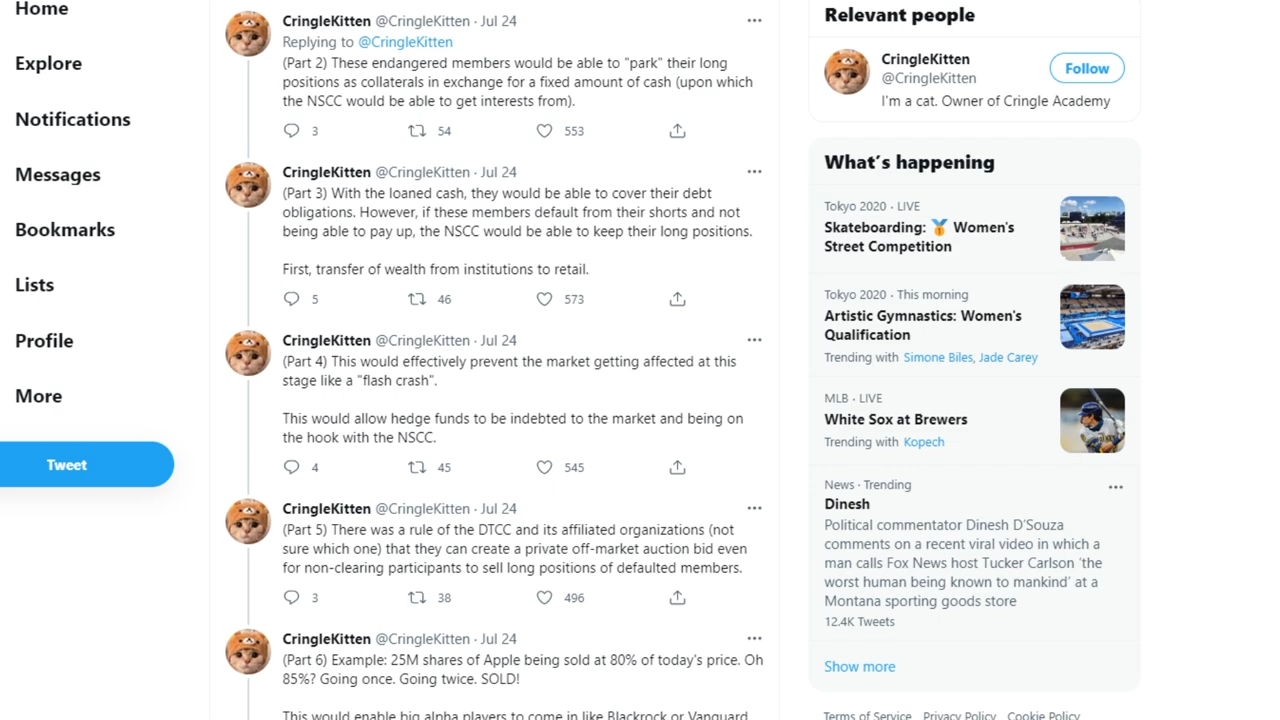 Home
Explore
Notifications
Messages
Bookmarks
Lists
Profile
More
Tweet
CringleKitten @CringleKitten · Jul 24
Replying to @CringleKitten
(Part 2) These endangered members would be able to "park" their long
positions as collaterals in exchange for a fixed amount of cash (upon which
the NSCC would be able to get interests from).
3 54 553
CringleKitten @CringleKitten · Jul 24
(Part 3) With the loaned cash, they would be able to cover their debt
obligations. However, if these members default from their shorts and not
being able to pay up, the NSCC would be able to keep their long positions.
First, transfer of wealth from institutions to retail.
5 46 573
CringleKitten @CringleKitten · Jul 24
(Part 4) This would effectively prevent the market getting affected at this
stage like a "flash crash".
This would allow hedge funds to be indebted to the market and being on
the hook with the NSCC.
4 45 545
CringleKitten @CringleKitten · Jul 24
(Part 5) There was a rule of the DTCC and its affiliated organizations (not
sure which one) that they can create a private off-market auction bid even
for non-clearing participants to sell long positions of defaulted members.
3 38 496
CringleKitten @CringleKitten · Jul 24
(Part 6) Example: 25M shares of Apple being sold at 80% of today's price. Oh
85%? Going once. Going twice. SOLD!
This would enable big alpha players to come in like Blackrock or Vanguard
Relevant people
CringleKitten
@CringleKitten
Follow
I'm a cat. Owner of Cringle Academy
What's happening
Tokyo 2020 · LIVE
Skateboarding: 🏅 Women's
Street Competition
Tokyo 2020 · This morning
Artistic Gymnastics: Women's
Qualification
Trending with Simone Biles, Jade Carey
MLB · LIVE
White Sox at Brewers
Trending with Kopech
News · Trending
Dinesh
Political commentator Dinesh D'Souza
comments on a recent viral video in which a
man calls Fox News host Tucker Carlson 'the
worst human being known to mankind' at a
Montana sporting goods store
12.4K Tweets
Show more
Terms of Service Privacy Policy Cookie Policy